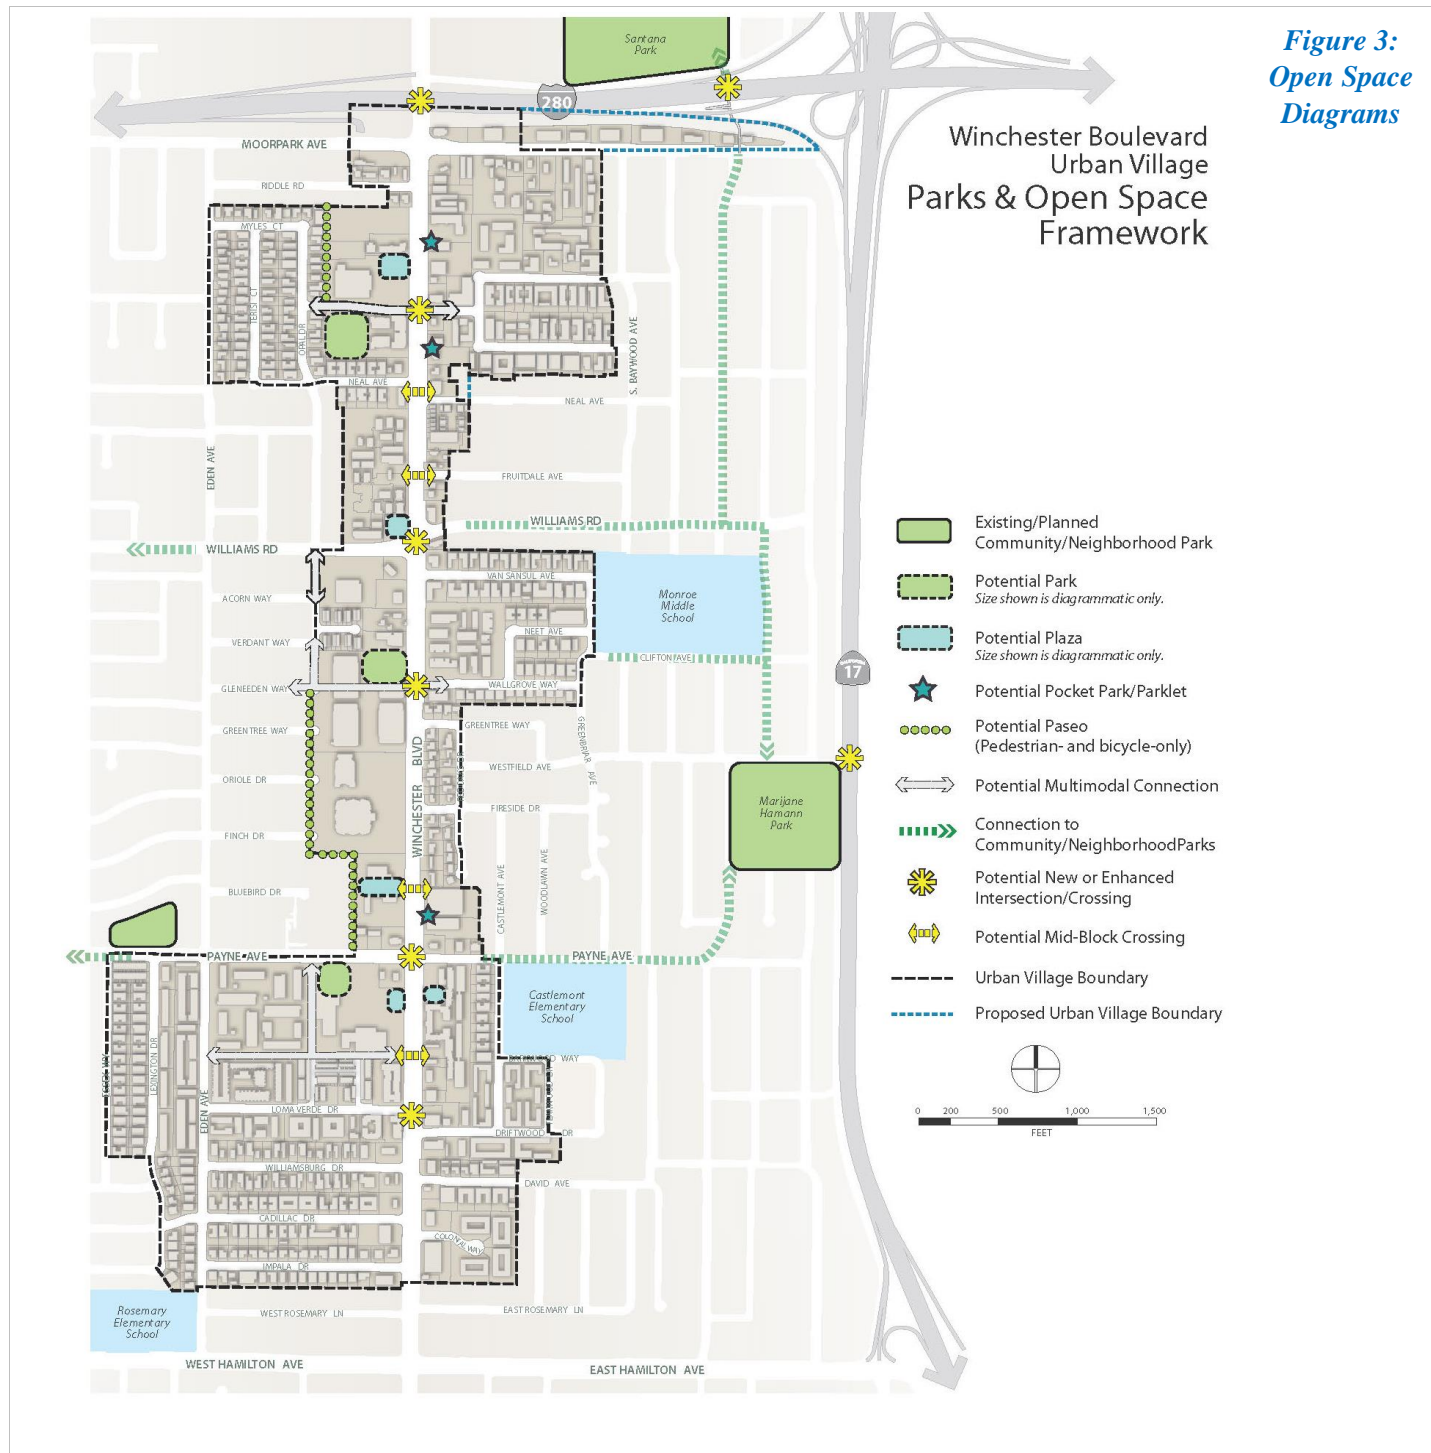 Figure 3:
Open Space
Diagrams
Santana
Park
280
MOORPARK AVE
Winchester Boulevard
Urban Village
Parks & Open Space
Framework
RIDDLE RD
MYLES CT
TERISI CT
OPAL DR
S. BAYWOOD AVE
NEAL AVE
NEAL AVE
EDEN AVE
FRUITDALE AVE
WILLIAMS RD
WILLIAMS RD
VAN SANSUL AVE
ACORN WAY
Monroe
Middle
School
NEET AVE
VERDANT WAY
CLIFTON AVE
17
GLENEEDEN WAY
WALLGROVE WAY
GREENTREE WAY
GREENTREE WAY
GREENBRIAR AVE
WINCHESTER BLVD
WESTFIELD AVE
ORIOLE DR
FIRESIDE DR
Marijane
Hamann
Park
FINCH DR
CASTLEMONT AVE
WOODLAWN AVE
BLUEBIRD DR
PAYNE AVE
PAYNE AVE
Castlemont
Elementary
School
LEXINGTON DR
EDEN AVE
LOMA VERDE DR
DRIFTWOOD DR
WILLIAMSBURG DR
DAVID AVE
CADILLAC DR
COLONIAL WAY
IMPALA DR
Rosemary
Elementary
School
WEST ROSEMARY LN
EAST ROSEMARY LN
WEST HAMILTON AVE
EAST HAMILTON AVE
Existing/Planned
Community/Neighborhood Park
Potential Park
Size shown is diagrammatic only.
Potential Plaza
Size shown is diagrammatic only.
Potential Pocket Park/Parklet
Potential Paseo
(Pedestrian- and bicycle-only)
Potential Multimodal Connection
Connection to
Community/NeighborhoodParks
Potential New or Enhanced
Intersection/Crossing
Potential Mid-Block Crossing
Urban Village Boundary
Proposed Urban Village Boundary
0 200 500 1,000 1,500
FEET